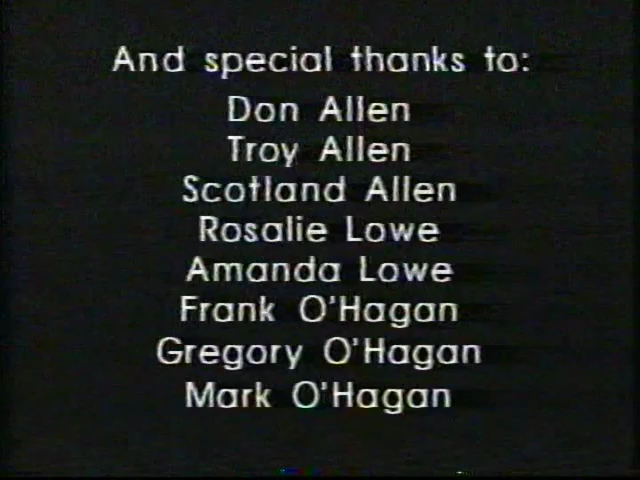 And special thanks to:
Don Allen
Troy Allen
Scotland Allen
Rosalie Lowe
Amanda Lowe
Frank O'Hagan
Gregory O'Hagan
Mark O'Hagan